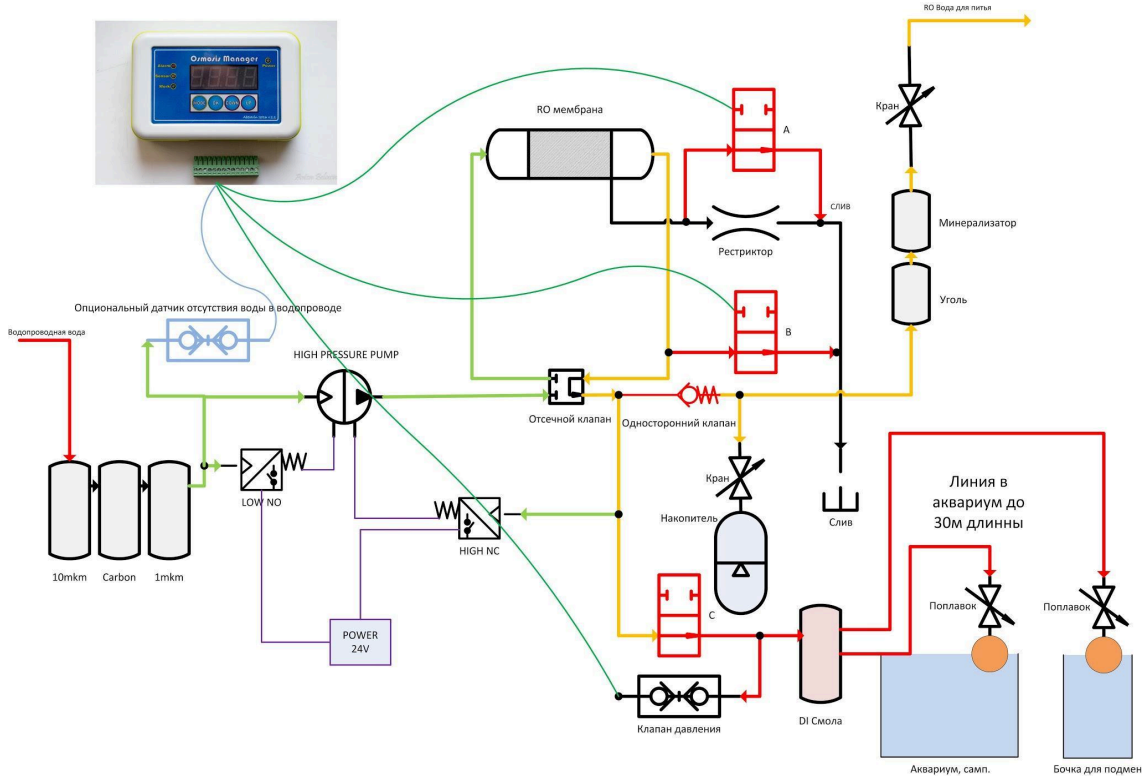 RO Вода для питья
Osmosis Manager
Alarm
Power
RO мембрана
A
Кран
слив
Рестриктор
Минерализатор
Уголь
Опциональный датчик отсутствия воды в водопроводе
Водопроводная вода
HIGH PRESSURE PUMP
B
Отсечной клапан
Односторонний клапан
Кран
LOW NO
Накопитель
HIGH NC
Слив
Линия в
аквариум до
30м длинны
10mkm
Carbon
1mkm
C
Поплавок
Поплавок
POWER
24V
Клапан давления
DI Смола
Аквариум, самп.
Бочка для подмен